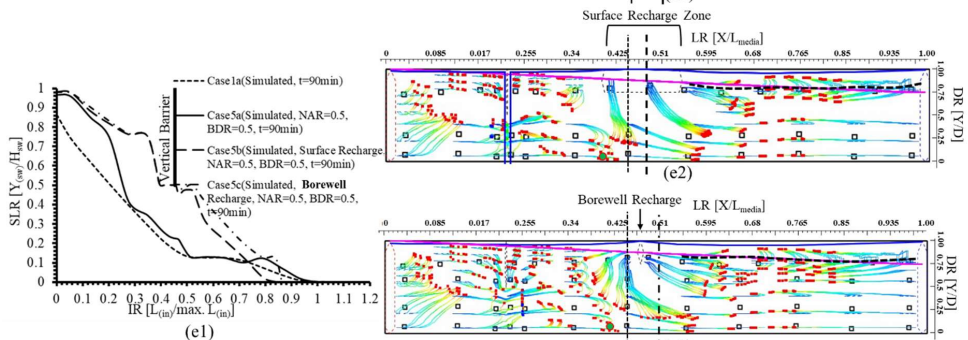 Surface Recharge Zone
LR [X/Lmedia]
0 0.085 0.017 0.255 0.34 0.425 0.51 0.595 0.68 0.765 0.85 0.935 1.00
1.00
0.75
0.5
0.25
0
DR [Y/D]
(e2)
Borewell Recharge
LR [X/Lmedia]
0 0.085 0.017 0.255 0.34 0.425 0.51 0.595 0.68 0.765 0.85 0.935 1.00
1.00
0.75
0.5
0.25
0
DR [Y/D]
SLR [Y(sw)/Hsw]
1
0.9
0.8
0.7
0.6
0.5
0.4
0.3
0.2
0.1
0
0 0.1 0.2 0.3 0.4 0.5 0.6 0.7 0.8 0.9 1 1.1 1.2
IR [L(in)/max. L(in)]
(e1)
Vertical Barrier
Case1a(Simulated, t=90min)
Case5a(Simulated, NAR=0.5,
BDR=0.5, t=90min)
Case5b(Simulated, Surface Recharge,
NAR=0.5, BDR=0.5, t=90min)
Case5c(Simulated, Borewell
Recharge, NAR=0.5, BDR=0.5,
t=90min)